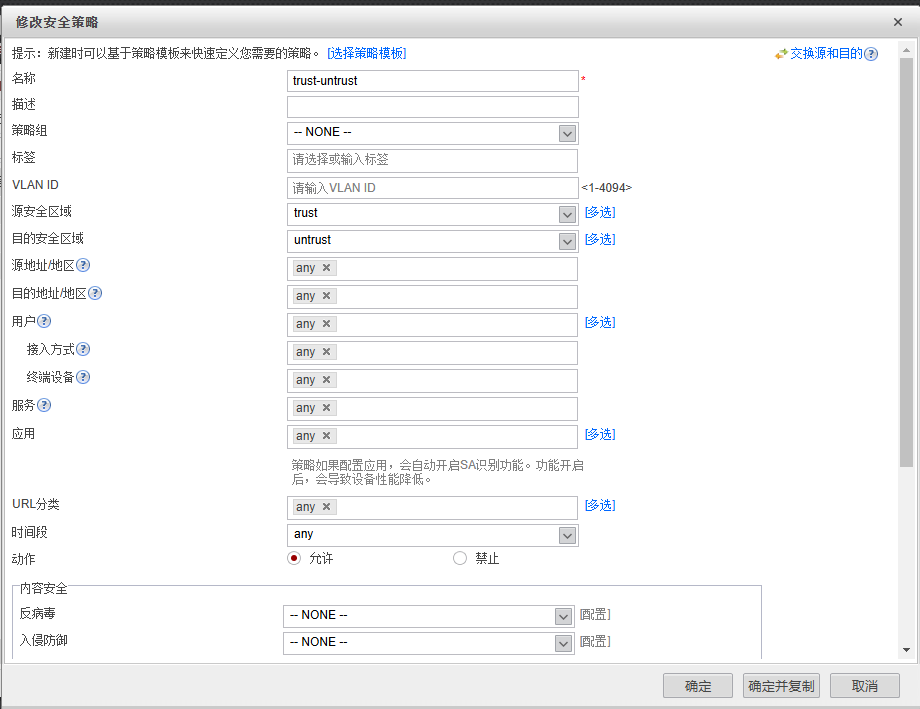 修改安全策略
提示：新建时可以基于策略模板来快速定义您需要的策略。 [选择策略模板] 交换源和目的
名称 trust-untrust *
描述
策略组 -- NONE --
标签 请选择或输入标签
VLAN ID 请输入VLAN ID <1-4094>
源安全区域 trust [多选]
目的安全区域 untrust [多选]
源地址/地区 any
目的地址/地区 any
用户 any [多选]
接入方式 any
终端设备 any
服务 any
应用 any [多选]
策略如果配置应用，会自动开启SA识别功能。功能开启
后，会导致设备性能降低。
URL分类 any [多选]
时间段 any
动作 允许 禁止
内容安全
反病毒 -- NONE -- [配置]
入侵防御 -- NONE -- [配置]
确定 确定并复制 取消